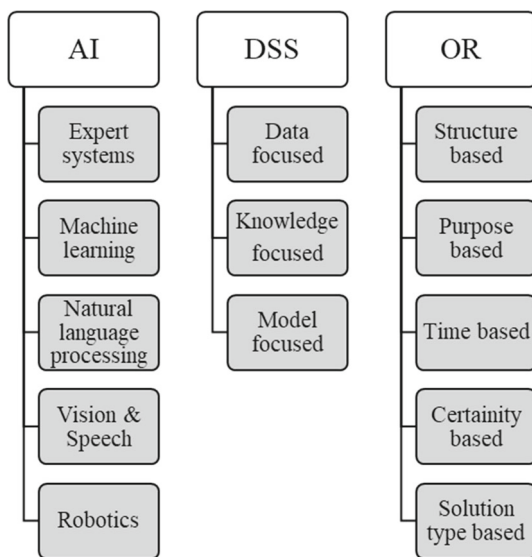 AI
Expert
systems
Machine
learning
Natural
language
processing
Vision &
Speech
Robotics
DSS
Data
focused
Knowledge
focused
Model
focused
OR
Structure
based
Purpose
based
Time based
Certainity
based
Solution
type based